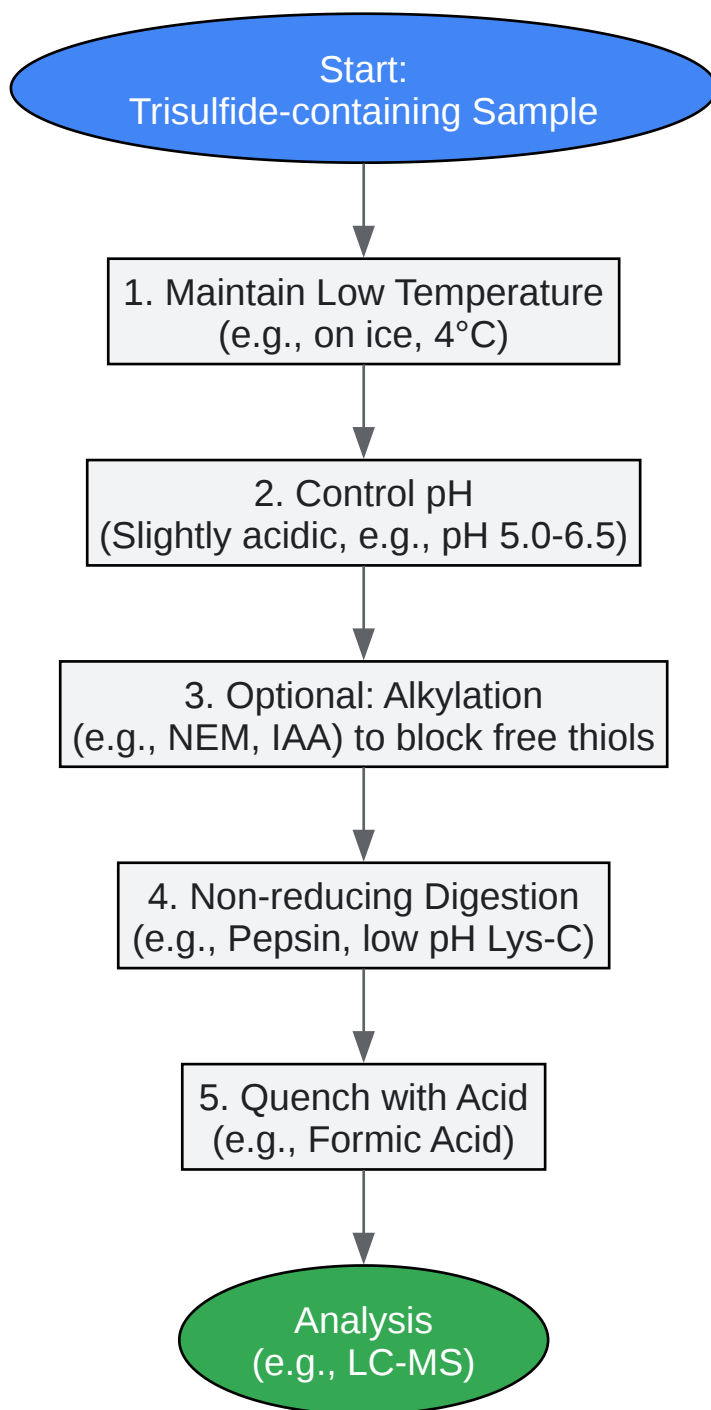 Start:
Trisulfide-containing Sample
1. Maintain Low Temperature
(e.g., on ice, 4°C)
2. Control pH
(Slightly acidic, e.g., pH 5.0-6.5)
3. Optional: Alkylation
(e.g., NEM, IAA) to block free thiols
4. Non-reducing Digestion
(e.g., Pepsin, low pH Lys-C)
5. Quench with Acid
(e.g., Formic Acid)
Analysis
(e.g., LC-MS)